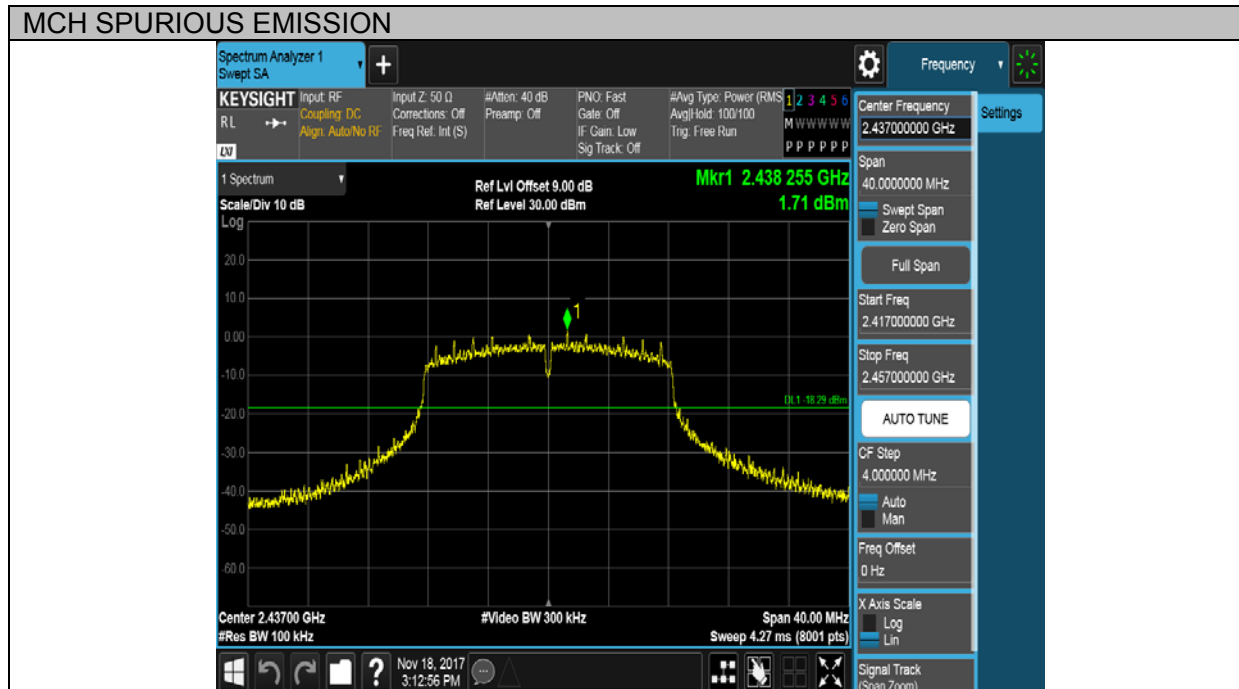 MCH SPURIOUS EMISSION
Spectrum Analyzer 1
Swept SA
+
Frequency
KEYSIGHT
RL
LXI
Input: RF
Coupling: DC
Align: Auto/No RF
Input Z: 50 Ω
Corrections: Off
Freq Ref: Int (S)
#Atten: 40 dB
Preamp: Off
PNO: Fast
Gate: Off
IF Gain: Low
Sig Track: Off
#Avg Type: Power (RMS
Avg|Hold: 100/100
Trig: Free Run
1 2 3 4 5 6
M W W W W W
P P P P P P
1 Spectrum
Scale/Div 10 dB
Ref Lvl Offset 9.00 dB
Ref Level 30.00 dBm
Mkr1 2.438 255 GHz
1.71 dBm
Log
20.0
10.0
0.00
-10.0
-20.0
-30.0
-40.0
-50.0
-60.0
1
DL1 -18.29 dBm
Center 2.43700 GHz
#Res BW 100 kHz
#Video BW 300 kHz
Span 40.00 MHz
Sweep 4.27 ms (8001 pts)
?
Nov 18, 2017
3:12:56 PM
Center Frequency
2.437000000 GHz
Settings
Span
40.0000000 MHz
Swept Span
Zero Span
Full Span
Start Freq
2.417000000 GHz
Stop Freq
2.457000000 GHz
AUTO TUNE
CF Step
4.000000 MHz
Auto
Man
Freq Offset
0 Hz
X Axis Scale
Log
Lin
Signal Track
(Span Zoom)